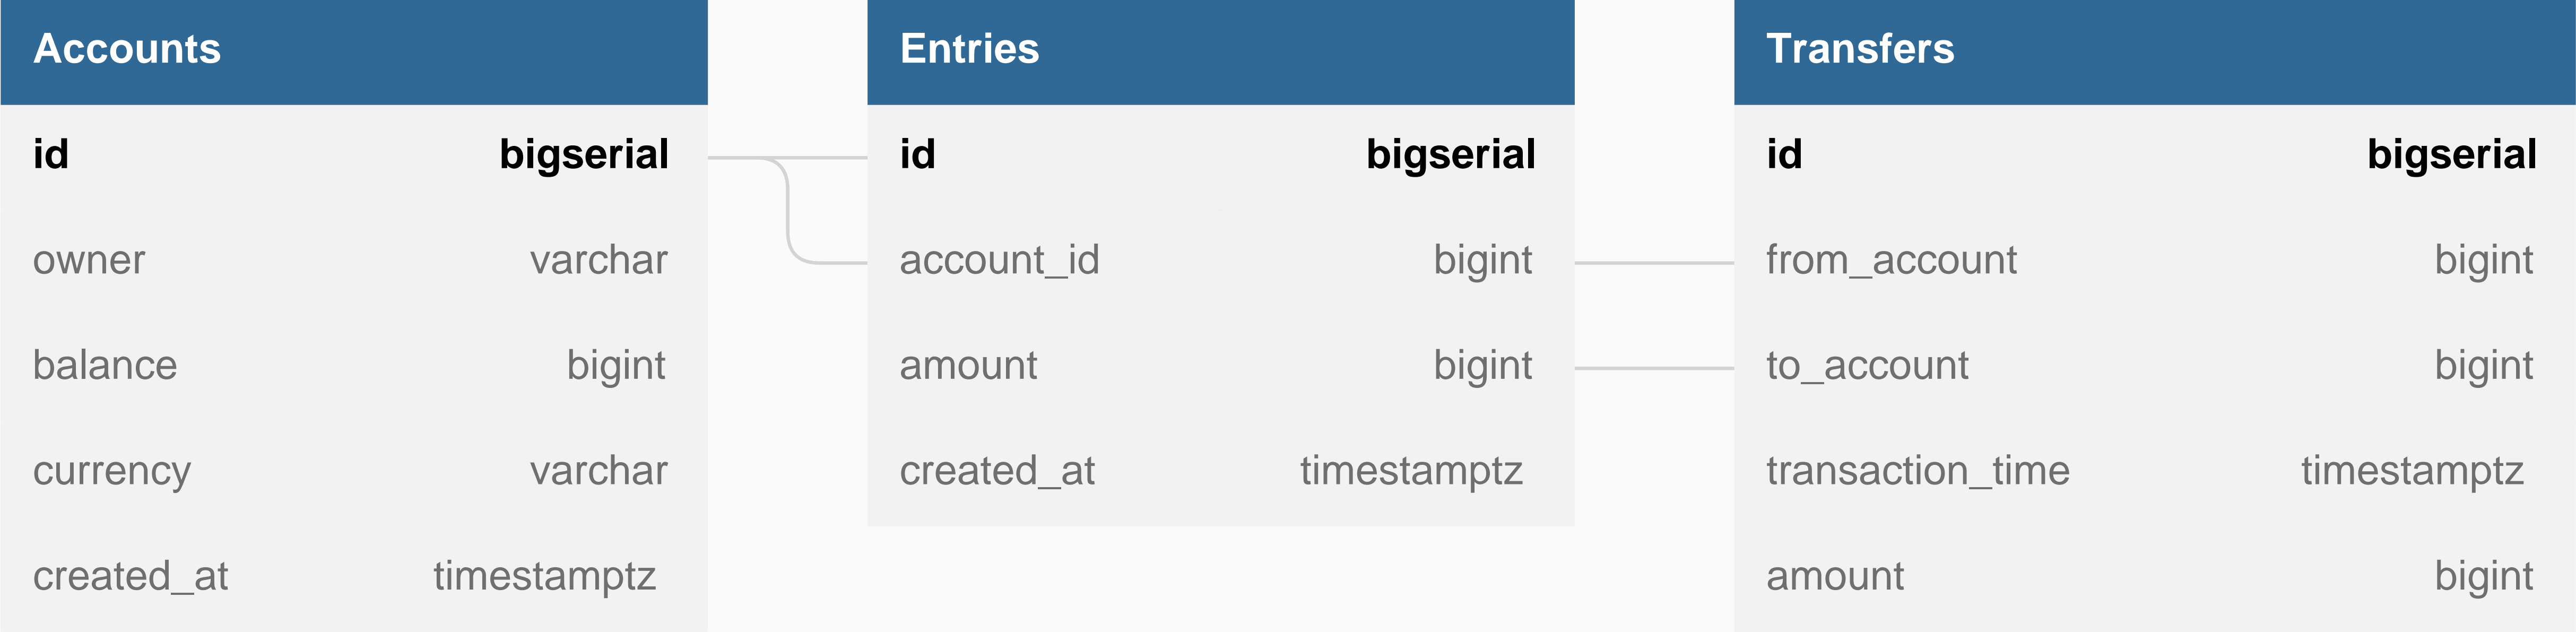 Accounts
id bigserial
owner varchar
balance bigint
currency varchar
created_at timestamptz
Entries
id bigserial
account_id bigint
amount bigint
created_at timestamptz
Transfers
id bigserial
from_account bigint
to_account bigint
transaction_time timestamptz
amount bigint